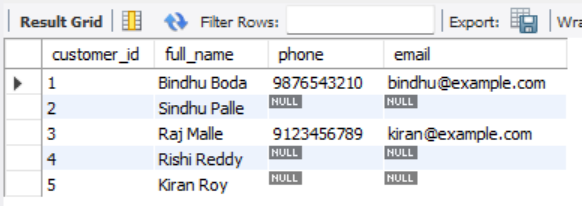 Result Grid Filter Rows: Export: Wra
customer_id full_name phone email
1 Bindhu Boda 9876543210 bindhu@example.com
2 Sindhu Palle NULL NULL
3 Raj Malle 9123456789 kiran@example.com
4 Rishi Reddy NULL NULL
5 Kiran Roy NULL NULL